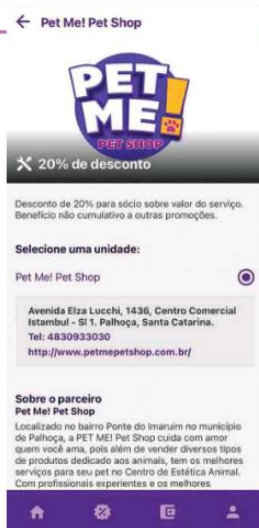 Pet Me! Pet Shop
PET
ME!
PET SHOP
20% de desconto
Desconto de 20% para sócio sobre valor do serviço.
Benefício não cumulativo a outras promoções.
Selecione uma unidade:
Pet Me! Pet Shop
Avenida Elza Lucchi, 1436, Centro Comercial
Istambul - Sl 1. Palhoça, Santa Catarina.
Tel: 4830933030
http://www.petmepetshop.com.br/
Sobre o parceiro
Pet Me! Pet Shop
Localizado no bairro Ponte do Imaruim no município
de Palhoça, a PET ME! Pet Shop cuida com amor
quem você ama, pois além de vender diversos tipos
de produtos dedicado aos animais, tem os melhores
serviços para seu pet no Centro de Estética Animal.
Com profissionais experientes e os melhores